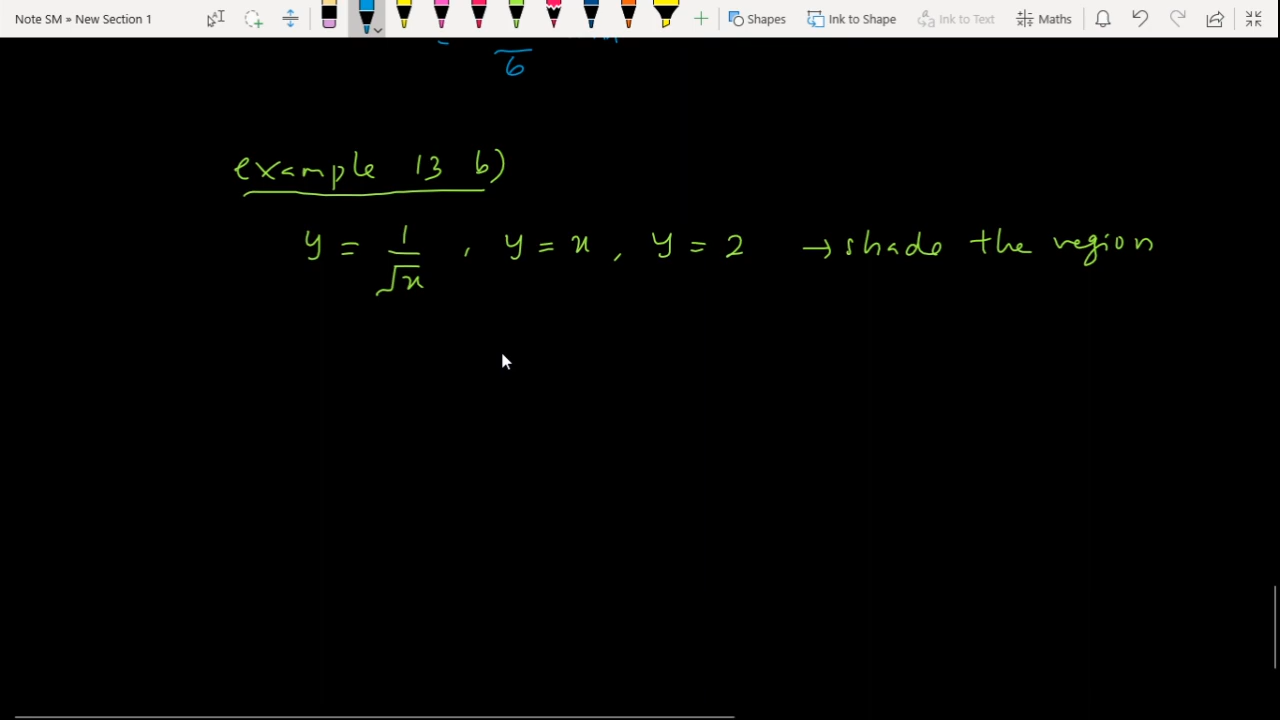 Note SM » New Section 1
Shapes
Ink to Shape
Ink to Text
Maths
6
example 13 b)
y = 1/√x , y = x , y = 2 → shade the region